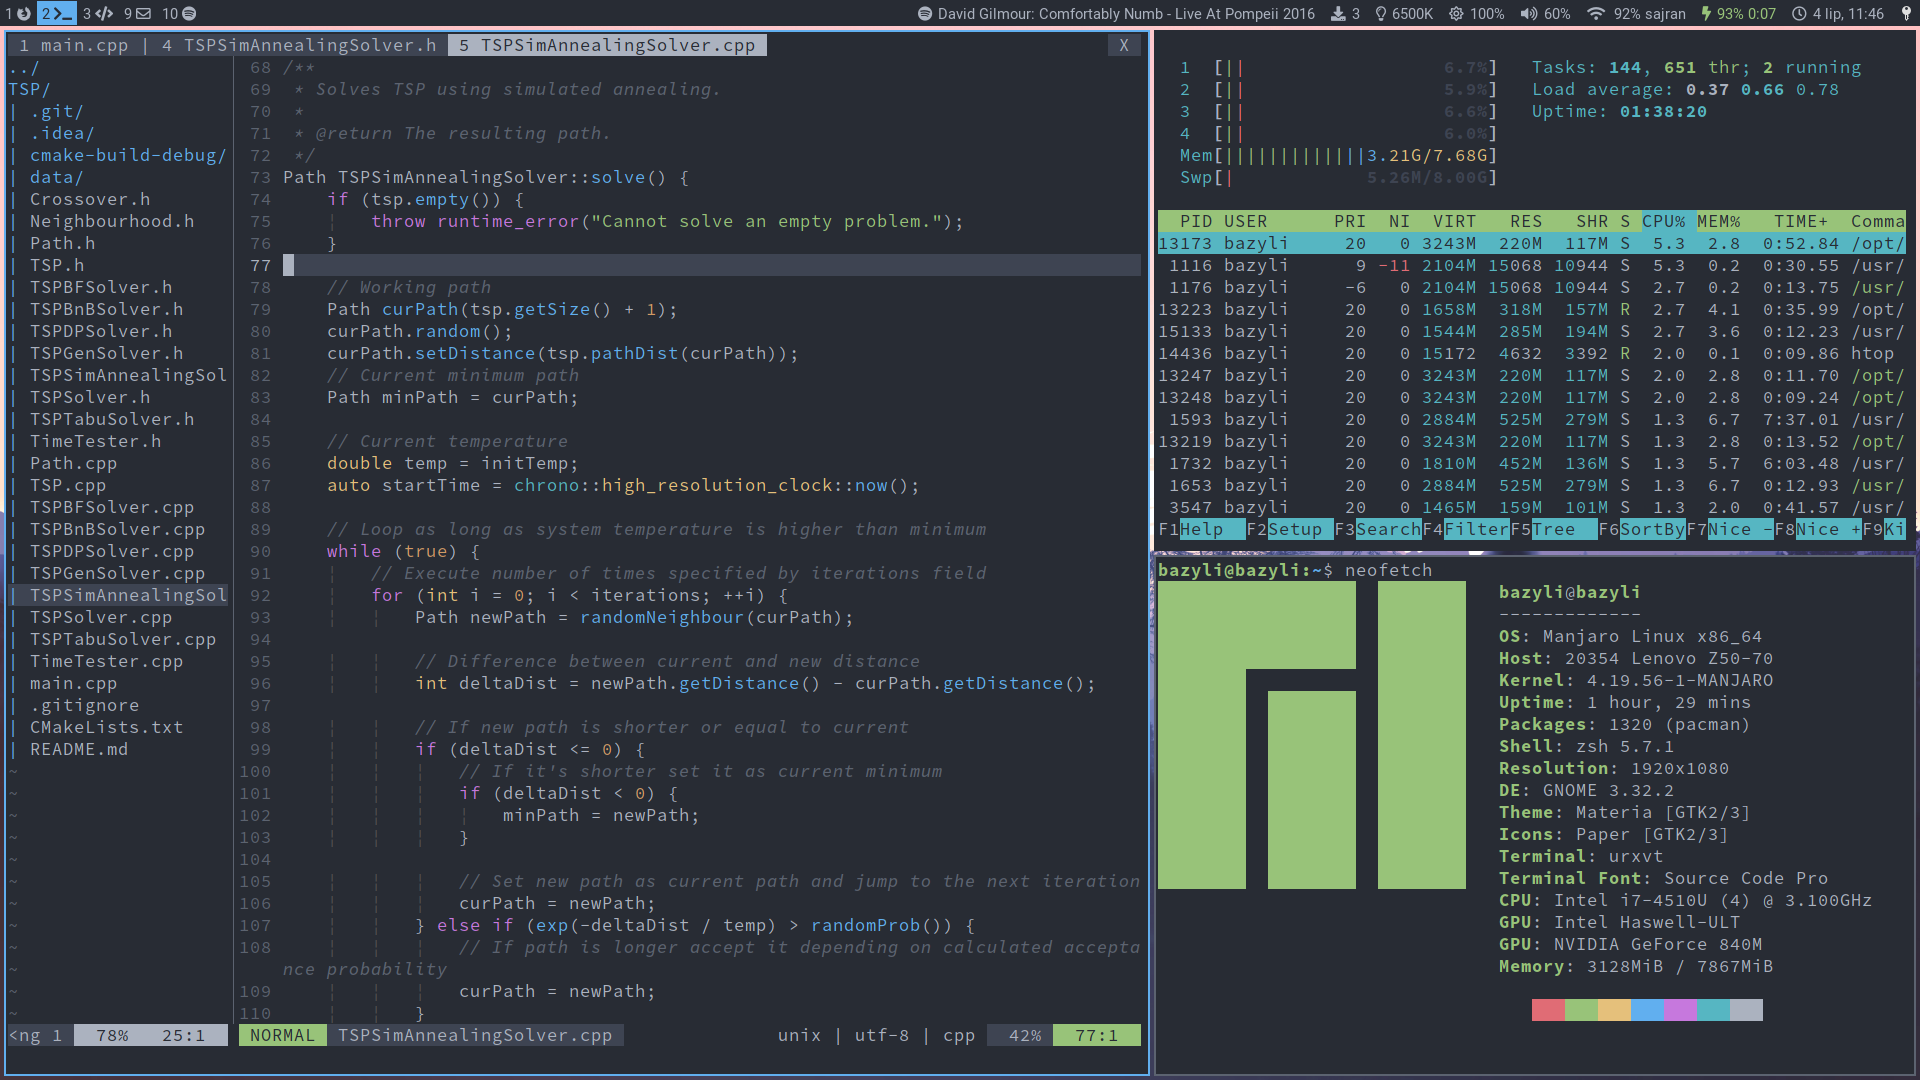 1 2 3 9 10 David Gilmour: Comfortably Numb - Live At Pompeii 2016 3 6500K 100% 60% 92% sajran 93% 0:07 4 lip, 11:46
1 main.cpp | 4 TSPSimAnnealingSolver.h 5 TSPSimAnnealingSolver.cpp X
../
TSP/
| .git/
| .idea/
| cmake-build-debug/
| data/
| Crossover.h
| Neighbourhood.h
| Path.h
| TSP.h
| TSPBFSolver.h
| TSPBnBSolver.h
| TSPDPSolver.h
| TSPGenSolver.h
| TSPSimAnnealingSol
| TSPSolver.h
| TSPTabuSolver.h
| TimeTester.h
| Path.cpp
| TSP.cpp
| TSPBFSolver.cpp
| TSPBnBSolver.cpp
| TSPDPSolver.cpp
| TSPGenSolver.cpp
| TSPSimAnnealingSol
| TSPSolver.cpp
| TSPTabuSolver.cpp
| TimeTester.cpp
| main.cpp
| .gitignore
| CMakeLists.txt
| README.md
~
~
~
~
~
~
~
~
~
~
~
~
<ng 1 78% 25:1
68 /**
69  * Solves TSP using simulated annealing.
70  *
71  * @return The resulting path.
72  */
73 Path TSPSimAnnealingSolver::solve() {
74     if (tsp.empty()) {
75     ¦   throw runtime_error("Cannot solve an empty problem.");
76     }
77
78     // Working path
79     Path curPath(tsp.getSize() + 1);
80     curPath.random();
81     curPath.setDistance(tsp.pathDist(curPath));
82     // Current minimum path
83     Path minPath = curPath;
84
85     // Current temperature
86     double temp = initTemp;
87     auto startTime = chrono::high_resolution_clock::now();
88
89     // Loop as long as system temperature is higher than minimum
90     while (true) {
91     ¦   // Execute number of times specified by iterations field
92     ¦   for (int i = 0; i < iterations; ++i) {
93     ¦   ¦   Path newPath = randomNeighbour(curPath);
94
95     ¦   ¦   // Difference between current and new distance
96     ¦   ¦   int deltaDist = newPath.getDistance() - curPath.getDistance();
97
98     ¦   ¦   // If new path is shorter or equal to current
99     ¦   ¦   if (deltaDist <= 0) {
100     ¦   ¦   ¦   // If it's shorter set it as current minimum
101     ¦   ¦   ¦   if (deltaDist < 0) {
102     ¦   ¦   ¦   ¦   minPath = newPath;
103     ¦   ¦   ¦   }
104
105     ¦   ¦   ¦   // Set new path as current path and jump to the next iteration
106     ¦   ¦   ¦   curPath = newPath;
107     ¦   ¦   } else if (exp(-deltaDist / temp) > randomProb()) {
108     ¦   ¦   ¦   // If path is longer accept it depending on calculated accepta
nce probability
109     ¦   ¦   ¦   curPath = newPath;
110     ¦   ¦   }
NORMAL TSPSimAnnealingSolver.cpp unix | utf-8 | cpp 42% 77:1
1 [|| 6.7%] Tasks: 144, 651 thr; 2 running
2 [|| 5.9%] Load average: 0.37 0.66 0.78
3 [|| 6.6%] Uptime: 01:38:20
4 [|| 6.0%]
Mem[|||||||||||||3.21G/7.68G]
Swp[| 5.26M/8.00G]
PID USER PRI NI VIRT RES SHR S CPU% MEM% TIME+ Comma
13173 bazyli 20 0 3243M 220M 117M S 5.3 2.8 0:52.84 /opt/
1116 bazyli 9 -11 2104M 15068 10944 S 5.3 0.2 0:30.55 /usr/
1176 bazyli -6 0 2104M 15068 10944 S 2.7 0.2 0:13.75 /usr/
13223 bazyli 20 0 1658M 318M 157M R 2.7 4.1 0:35.99 /opt/
15133 bazyli 20 0 1544M 285M 194M S 2.7 3.6 0:12.23 /usr/
14436 bazyli 20 0 15172 4632 3392 R 2.0 0.1 0:09.86 htop
13247 bazyli 20 0 3243M 220M 117M S 2.0 2.8 0:11.70 /opt/
13248 bazyli 20 0 3243M 220M 117M S 2.0 2.8 0:09.24 /opt/
1593 bazyli 20 0 2884M 525M 279M S 1.3 6.7 7:37.01 /usr/
13219 bazyli 20 0 3243M 220M 117M S 1.3 2.8 0:13.52 /opt/
1732 bazyli 20 0 1810M 452M 136M S 1.3 5.7 6:03.48 /usr/
1653 bazyli 20 0 2884M 525M 279M S 1.3 6.7 0:12.93 /usr/
3547 bazyli 20 0 1465M 159M 101M S 1.3 2.0 0:41.57 /usr/
F1Help F2Setup F3SearchF4FilterF5Tree F6SortByF7Nice -F8Nice +F9Ki
bazyli@bazyli:~$ neofetch
bazyli@bazyli
-------------
OS: Manjaro Linux x86_64
Host: 20354 Lenovo Z50-70
Kernel: 4.19.56-1-MANJARO
Uptime: 1 hour, 29 mins
Packages: 1320 (pacman)
Shell: zsh 5.7.1
Resolution: 1920x1080
DE: GNOME 3.32.2
Theme: Materia [GTK2/3]
Icons: Paper [GTK2/3]
Terminal: urxvt
Terminal Font: Source Code Pro
CPU: Intel i7-4510U (4) @ 3.100GHz
GPU: Intel Haswell-ULT
GPU: NVIDIA GeForce 840M
Memory: 3128MiB / 7867MiB